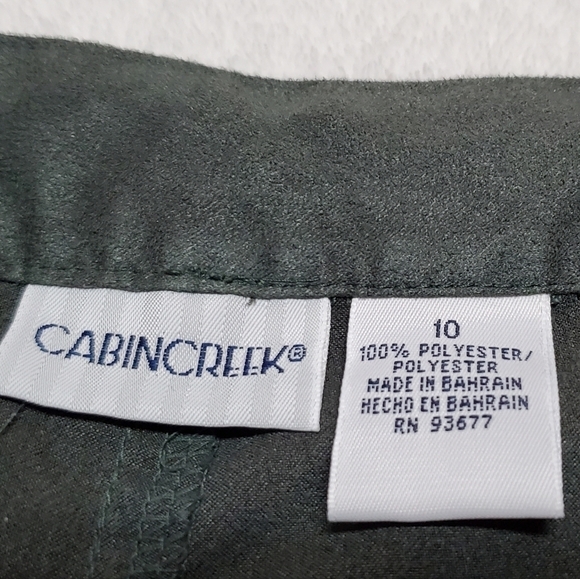 CABINCREEK®
10
100% POLYESTER/
POLYESTER
MADE IN BAHRAIN
HECHO EN BAHRAIN
RN 93677